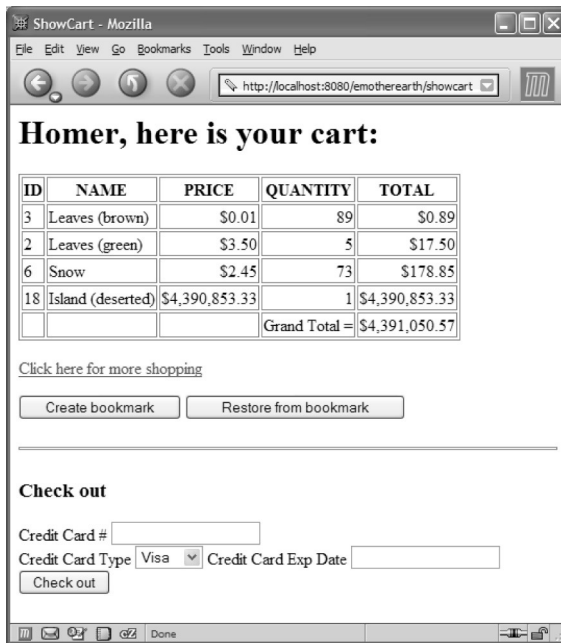 ShowCart - Mozilla
File Edit View Go Bookmarks Tools Window Help
http://localhost:8080/emotherearth/showcart
Homer, here is your cart:
ID NAME PRICE QUANTITY TOTAL
3 Leaves (brown) $0.01 89 $0.89
2 Leaves (green) $3.50 5 $17.50
6 Snow $2.45 73 $178.85
18 Island (deserted) $4,390,853.33 1 $4,390,853.33
Grand Total = $4,391,050.57
Click here for more shopping
Create bookmark Restore from bookmark
Check out
Credit Card #
Credit Card Type Visa Credit Card Exp Date
Check out
Done